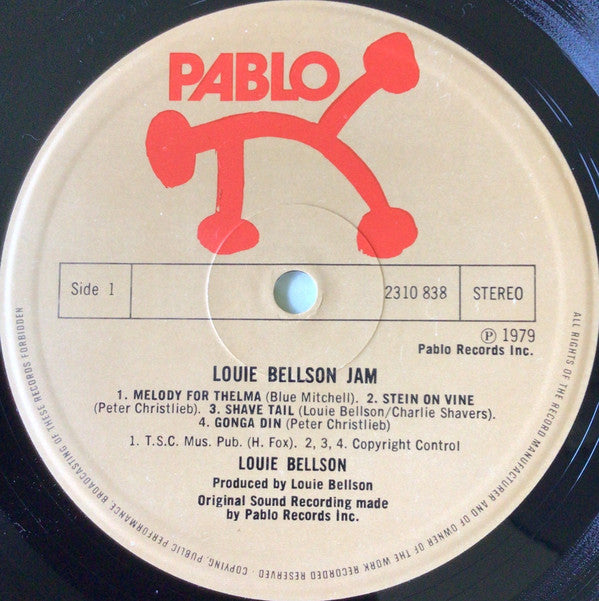 PABLO
Side 1 2310 838 STEREO
℗ 1979
Pablo Records Inc.
LOUIE BELLSON JAM
1. MELODY FOR THELMA (Blue Mitchell). 2. STEIN ON VINE
(Peter Christlieb). 3. SHAVE TAIL (Louie Bellson/Charlie Shavers).
4. GONGA DIN (Peter Christlieb)
1. T.S.C. Mus. Pub. (H. Fox). 2, 3, 4. Copyright Control
LOUIE BELLSON
Produced by Louie Bellson
Original Sound Recording made
by Pablo Records Inc.
ALL RIGHTS OF THE RECORD MANUFACTURER AND OF OWNER OF THE WORK RECORDED RESERVED · COPYING, PUBLIC PERFORMANCE, BROADCASTING OF THESE RECORDS FORBIDDEN